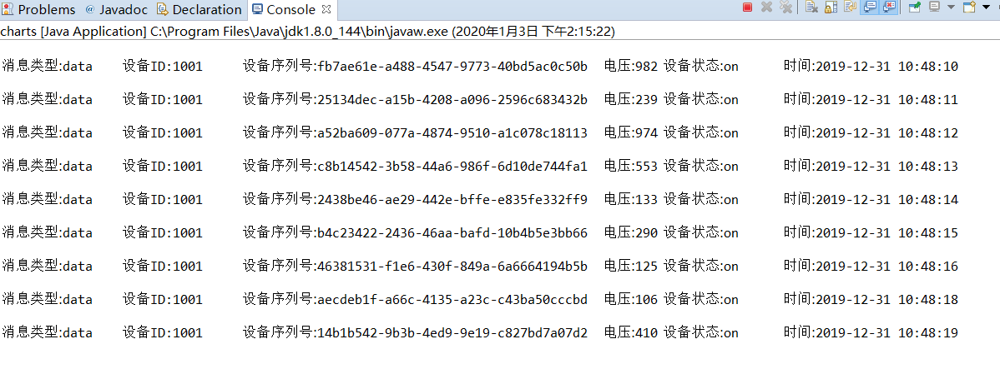 Problems @ Javadoc Declaration Console
charts [Java Application] C:\Program Files\Java\jdk1.8.0_144\bin\javaw.exe (2020年1月3日 下午2:15:22)
消息类型:data 设备ID:1001 设备序列号:fb7ae61e-a488-4547-9773-40bd5ac0c50b 电压:982 设备状态:on 时间:2019-12-31 10:48:10
消息类型:data 设备ID:1001 设备序列号:25134dec-a15b-4208-a096-2596c683432b 电压:239 设备状态:on 时间:2019-12-31 10:48:11
消息类型:data 设备ID:1001 设备序列号:a52ba609-077a-4874-9510-a1c078c18113 电压:974 设备状态:on 时间:2019-12-31 10:48:12
消息类型:data 设备ID:1001 设备序列号:c8b14542-3b58-44a6-986f-6d10de744fa1 电压:553 设备状态:on 时间:2019-12-31 10:48:13
消息类型:data 设备ID:1001 设备序列号:2438be46-ae29-442e-bffe-e835fe332ff9 电压:133 设备状态:on 时间:2019-12-31 10:48:14
消息类型:data 设备ID:1001 设备序列号:b4c23422-2436-46aa-bafd-10b4b5e3bb66 电压:290 设备状态:on 时间:2019-12-31 10:48:15
消息类型:data 设备ID:1001 设备序列号:46381531-f1e6-430f-849a-6a6664194b5b 电压:125 设备状态:on 时间:2019-12-31 10:48:16
消息类型:data 设备ID:1001 设备序列号:aecdeb1f-a66c-4135-a23c-c43ba50cccbd 电压:106 设备状态:on 时间:2019-12-31 10:48:18
消息类型:data 设备ID:1001 设备序列号:14b1b542-9b3b-4ed9-9e19-c827bd7a07d2 电压:410 设备状态:on 时间:2019-12-31 10:48:19